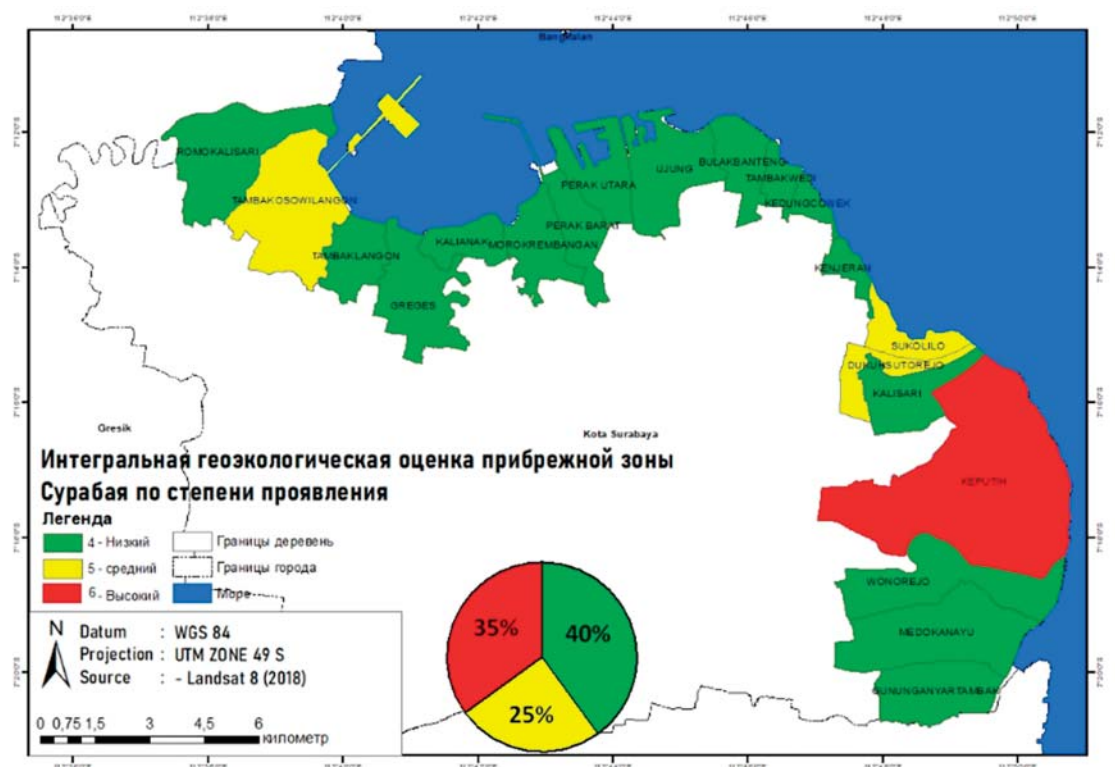 Bangkalan
ROMOKALISARI
TAMBAKOSOWILANGON
TAMBAKLANGON
GREGES
KALIANAK
MOROKREMBANGAN
PERAK BARAT
PERAK UTARA
UJUNG
BULAKBANTENG
TAMBAKWEDI
KEDUNGCOWEK
KENJERAN
SUKOLILO
DUKUHSUTOREJO
KALISARI
KEPUTIH
WONOREJO
MEDOKANAYU
GUNUNGANYARTAMBAK
Gresik
Kota Surabaya
Интегральная геоэкологическая оценка прибрежной зоны
Сурабая по степени проявления
Легенда
4 - Низкий
5 - средний
6 - Высокий
Границы деревень
Границы города
Море
N
Datum : WGS 84
Projection : UTM ZONE 49 S
Source : - Landsat 8 (2018)
0 0,75 1,5 3 4,5 6
километр
35%
40%
25%